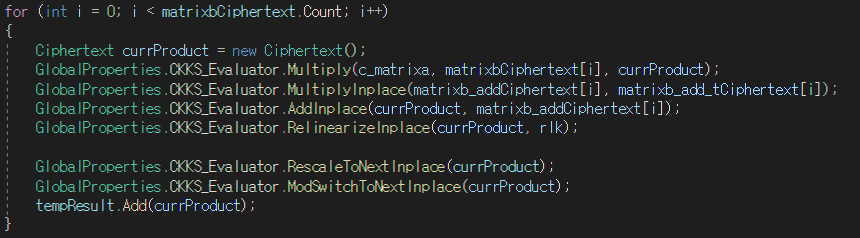 for (int i = 0; i < matrixbCiphertext.Count; i++)
{
Ciphertext currProduct = new Ciphertext();
GlobalProperties.CKKS_Evaluator.Multiply(c_matrixa, matrixbCiphertext[i], currProduct);
GlobalProperties.CKKS_Evaluator.MultiplyInplace(matrixb_addCiphertext[i], matrixb_add_tCiphertext[i]);
GlobalProperties.CKKS_Evaluator.AddInplace(currProduct, matrixb_addCiphertext[i]);
GlobalProperties.CKKS_Evaluator.RelinearizeInplace(currProduct, rlk);
GlobalProperties.CKKS_Evaluator.RescaleToNextInplace(currProduct);
GlobalProperties.CKKS_Evaluator.ModSwitchToNextInplace(currProduct);
tempResult.Add(currProduct);
}